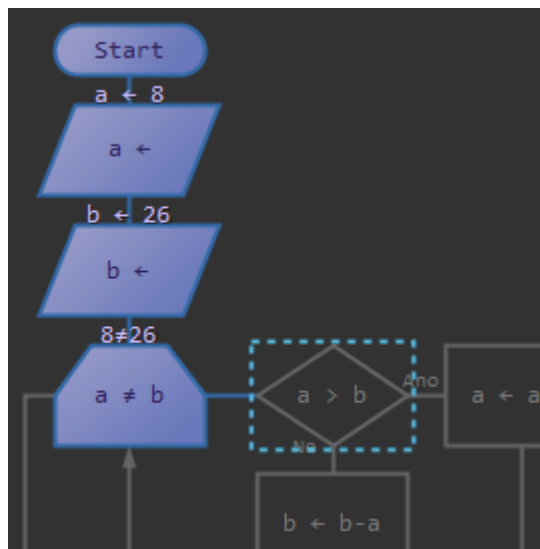 Start
a ← 8
a ←
b ← 26
b ←
8≠26
a ≠ b
a > b
Ano
a ← a
Ne
b ← b-a